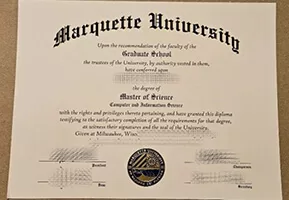 Marquette University
Upon the recommendation of the faculty of the
Graduate School
the trustees of the University, by authority vested in them,
have conferred upon
the degree of
Master of Science
Computer and Information Science
with the rights and privileges thereto pertaining, and have granted this diploma
testifying to the satisfactory completion of all the requirements for that degree,
as witness their signatures and the seal of the University.
Given at Milwaukee, Wisc
President
Dean
Secretary